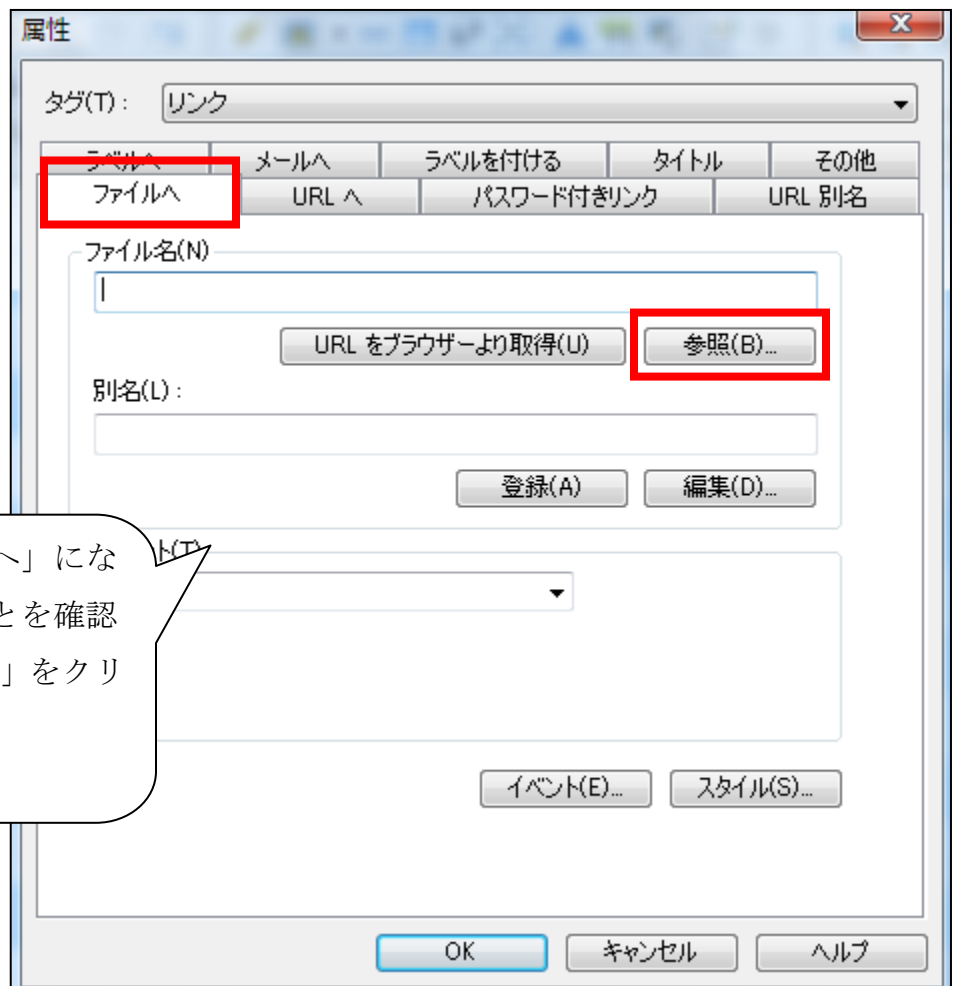 属性
タグ(T): リンク
ラベルへ メールへ ラベルを付ける タイトル その他
ファイルへ URL へ パスワード付きリンク URL 別名
ファイル名(N)
URL をブラウザーより取得(U) 参照(B)...
別名(L):
登録(A) 編集(D)...
ト(T)
へ」にな
とを確認
」をクリ
イベント(E)... スタイル(S)...
OK キャンセル ヘルプ